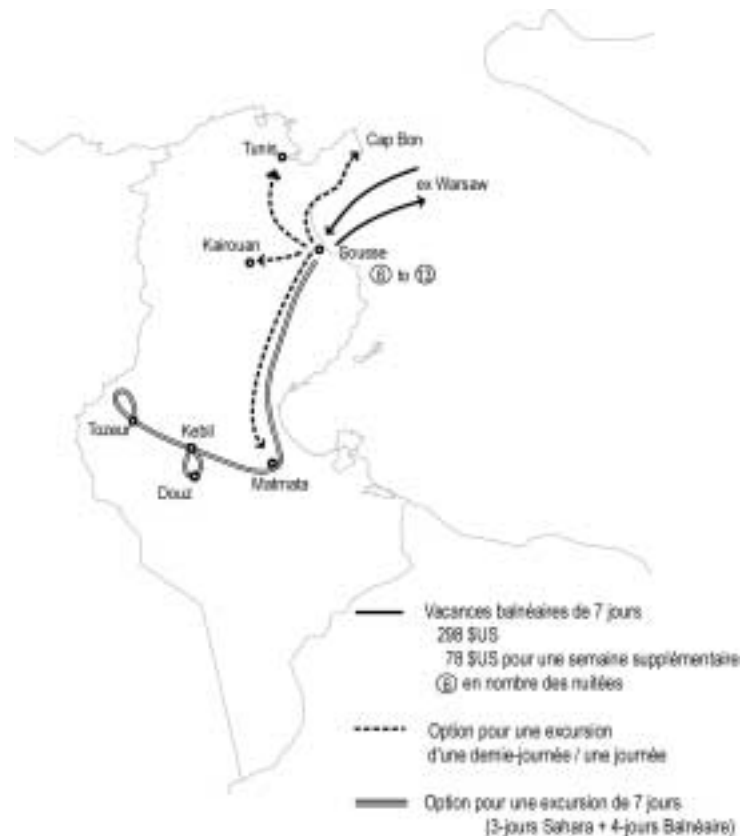 Cap Bon
Tunis
ex Warsaw
Kairouan
Sousse
⑥ to ⑬
Tozeur
Kebil
Douz
Matmata
Vacances balnéaires de 7 jours
298 $US
78 $US pour une semaine supplémentaire
⑥ en nombre des nuitées
Option pour une excursion
d'une demie-journée / une journée
Option pour une excursion de 7 jours
(3-jours Sahara + 4-jours Balnéaire)